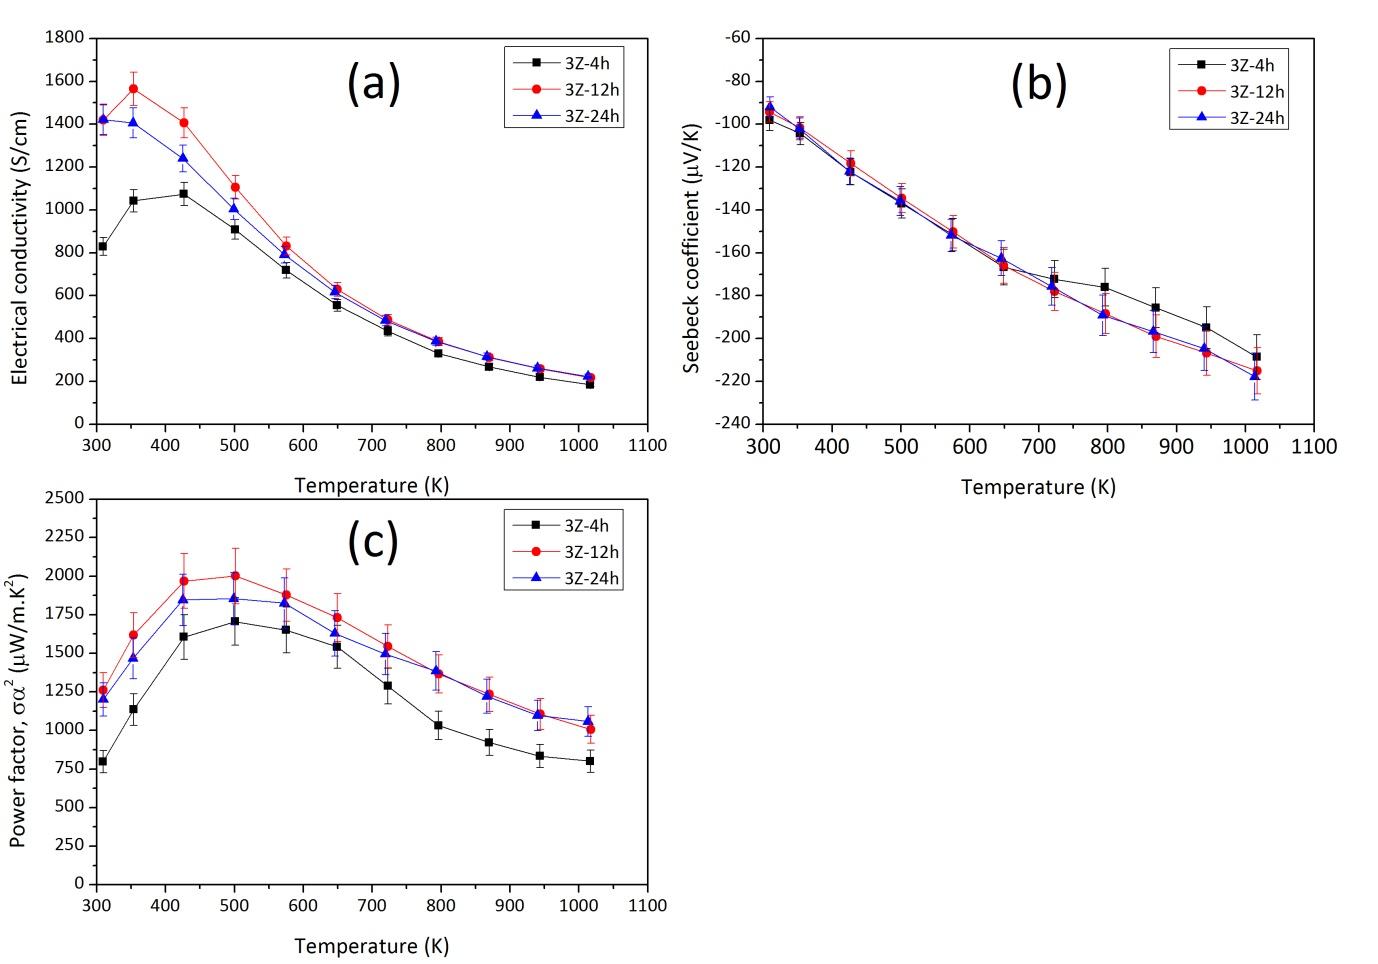 1800
1600
1400
1200
1000
800
600
400
200
0
Electrical conductivity (S/cm)
(a)
3Z-4h
3Z-12h
3Z-24h
300 400 500 600 700 800 900 1000 1100
Temperature (K)
-60
-80
-100
-120
-140
-160
-180
-200
-220
-240
Seebeck coefficient (μV/K)
(b)
3Z-4h
3Z-12h
3Z-24h
300 400 500 600 700 800 900 1000 1100
Temperature (K)
2500
2250
2000
1750
1500
1250
1000
750
500
250
0
Power factor, σα² (μW/m.K²)
(c)
3Z-4h
3Z-12h
3Z-24h
300 400 500 600 700 800 900 1000 1100
Temperature (K)